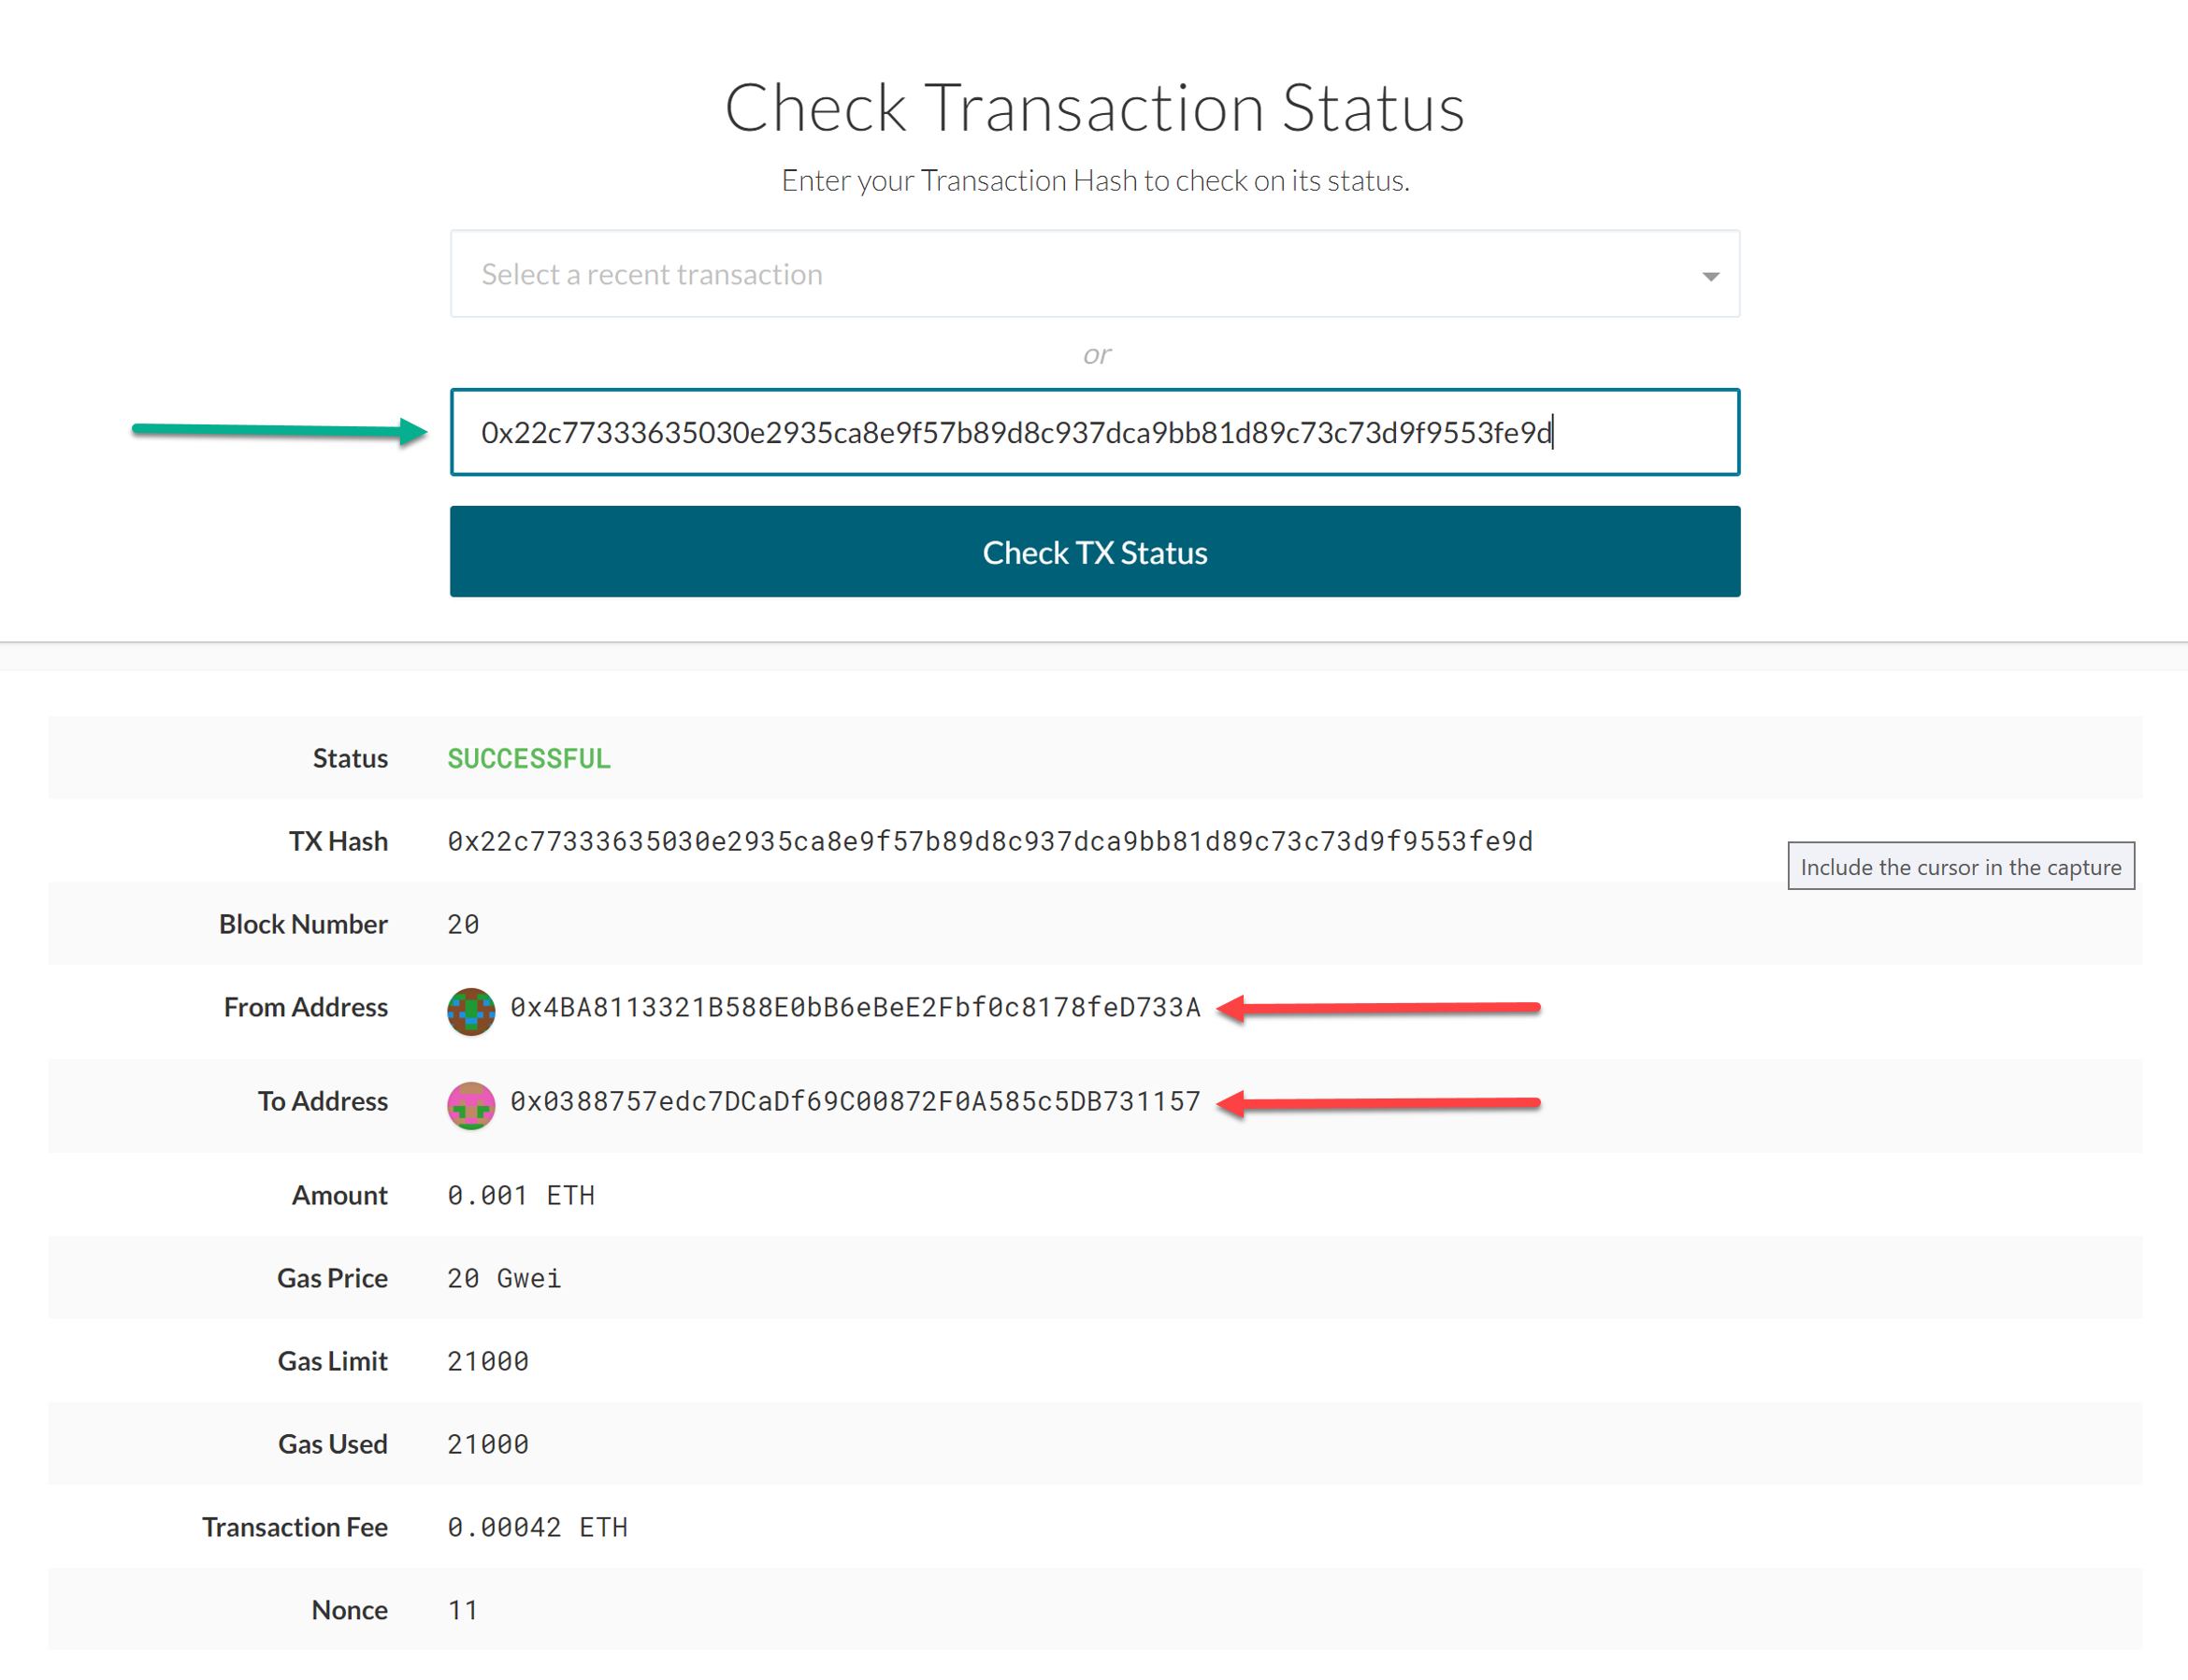 Check Transaction Status
Enter your Transaction Hash to check on its status.
Select a recent transaction
or
0x22c77333635030e2935ca8e9f57b89d8c937dca9bb81d89c73c73d9f9553fe9d
Check TX Status
Status SUCCESSFUL
TX Hash 0x22c77333635030e2935ca8e9f57b89d8c937dca9bb81d89c73c73d9f9553fe9d
Include the cursor in the capture
Block Number 20
From Address 0x4BA8113321B588E0bB6eBeE2Fbf0c8178feD733A
To Address 0x0388757edc7DCaDf69C00872F0A585c5DB731157
Amount 0.001 ETH
Gas Price 20 Gwei
Gas Limit 21000
Gas Used 21000
Transaction Fee 0.00042 ETH
Nonce 11